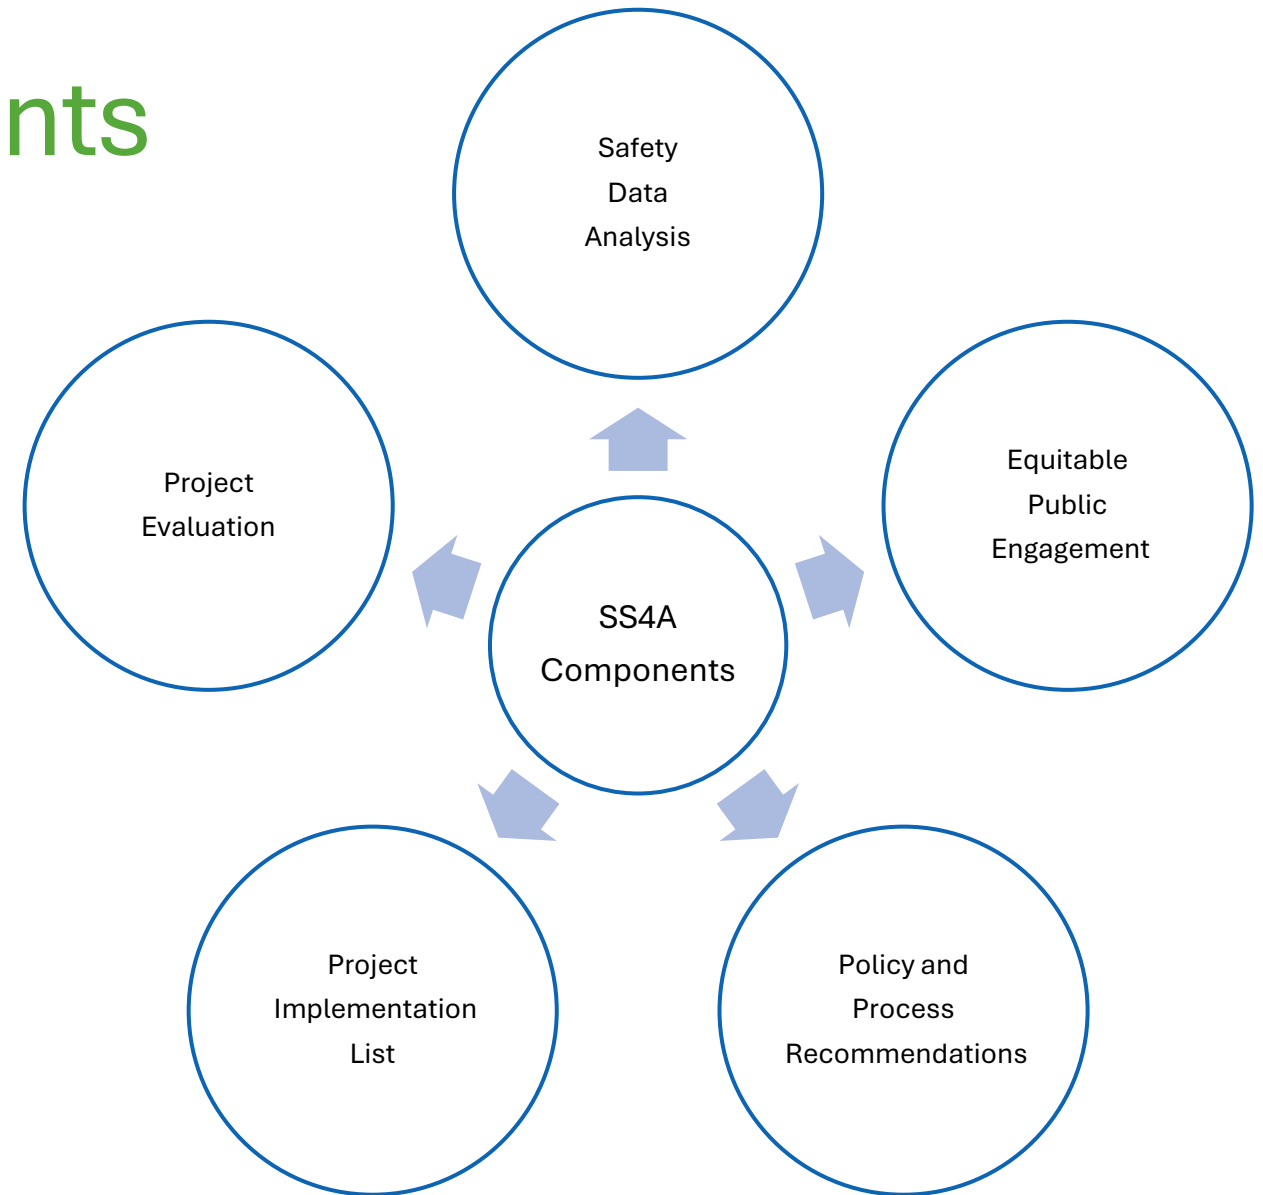 nts
Safety
Data
Analysis
Project
Evaluation
Equitable
Public
Engagement
SS4A
Components
Project
Implementation
List
Policy and
Process
Recommendations